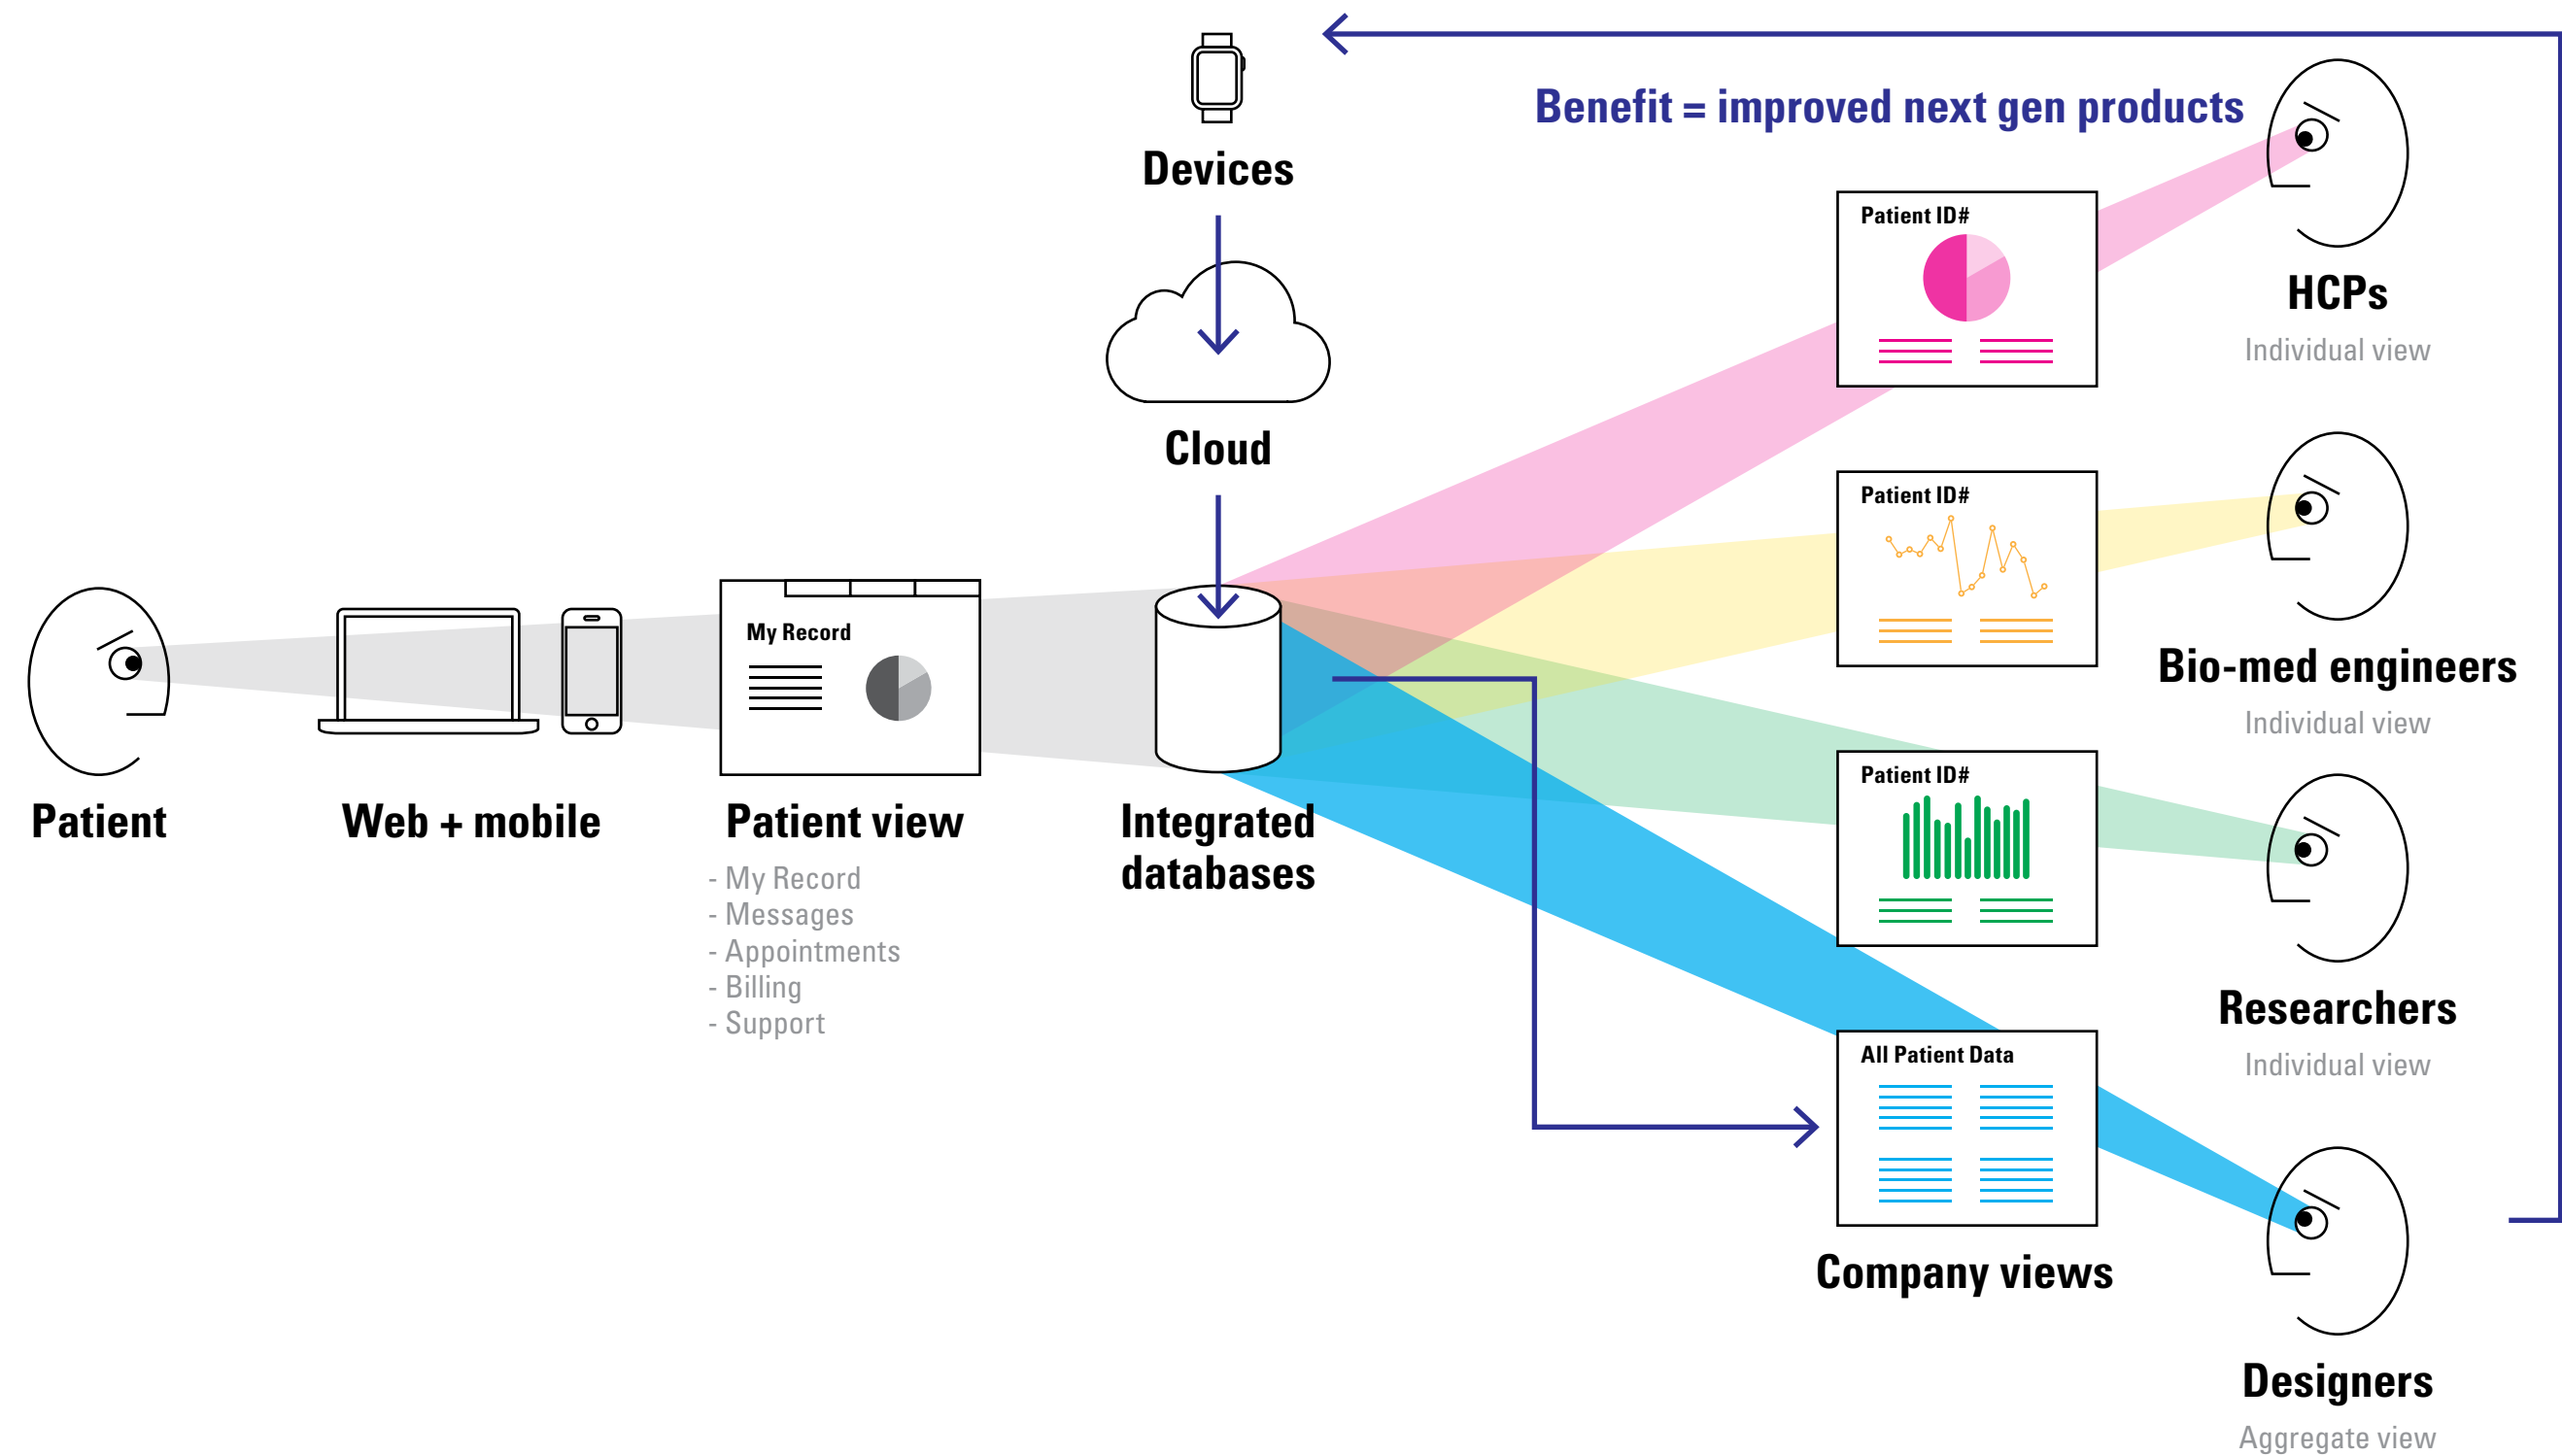 Benefit = improved next gen products
Devices
Cloud
Patient
Web + mobile
My Record
Patient view
- My Record
- Messages
- Appointments
- Billing
- Support
Integrated
databases
Patient ID#
HCPs
Individual view
Patient ID#
Bio-med engineers
Individual view
Patient ID#
Researchers
Individual view
All Patient Data
Company views
Designers
Aggregate view